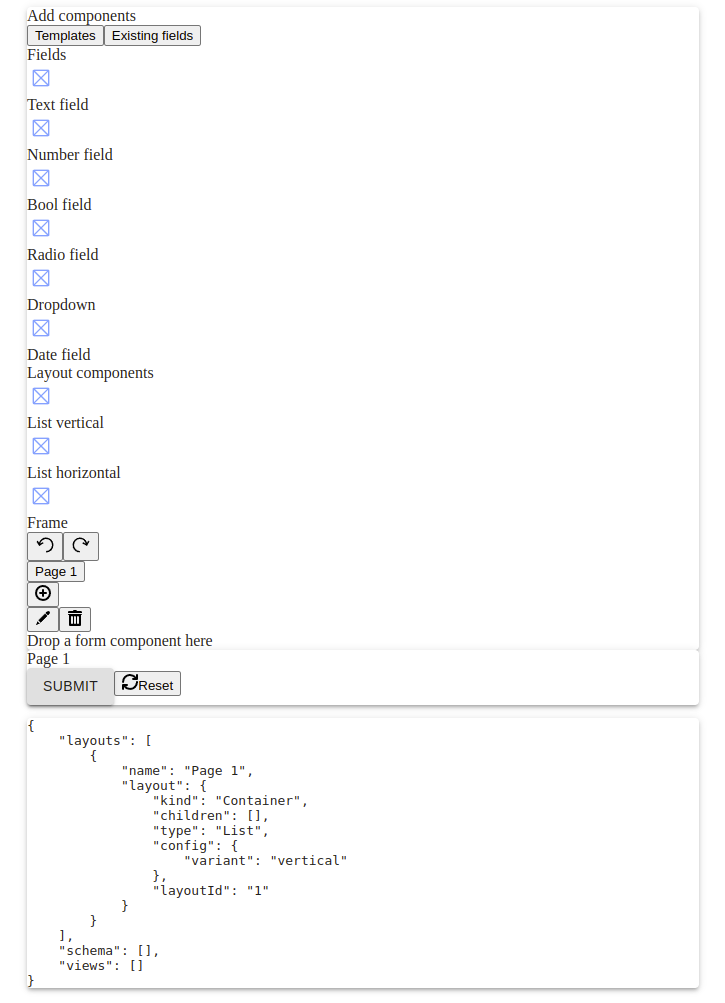 Add components
Templates Existing fields
Fields
Text field
Number field
Bool field
Radio field
Dropdown
Date field
Layout components
List vertical
List horizontal
Frame
Page 1
Drop a form component here
Page 1
SUBMIT Reset
{
    "layouts": [
        {
            "name": "Page 1",
            "layout": {
                "kind": "Container",
                "children": [],
                "type": "List",
                "config": {
                    "variant": "vertical"
                },
                "layoutId": "1"
            }
        }
    ],
    "schema": [],
    "views": []
}